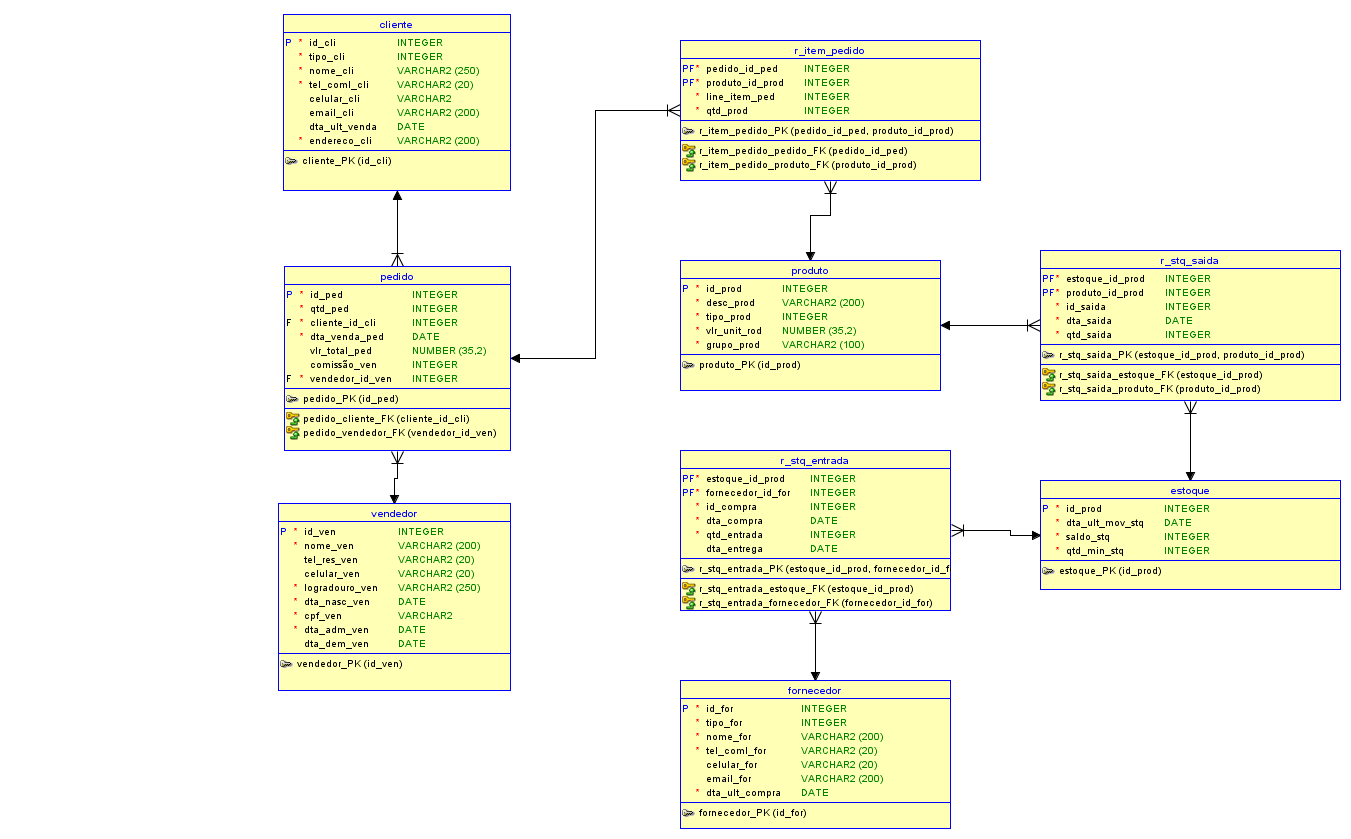 cliente
P * id_cli INTEGER
* tipo_cli INTEGER
* nome_cli VARCHAR2 (250)
* tel_coml_cli VARCHAR2 (20)
celular_cli VARCHAR2
email_cli VARCHAR2 (200)
dta_ult_venda DATE
* endereco_cli VARCHAR2 (200)
cliente_PK (id_cli)
pedido
P * id_ped INTEGER
* qtd_ped INTEGER
F * cliente_id_cli INTEGER
* dta_venda_ped DATE
vlr_total_ped NUMBER (35,2)
comissão_ven INTEGER
F * vendedor_id_ven INTEGER
pedido_PK (id_ped)
pedido_cliente_FK (cliente_id_cli)
pedido_vendedor_FK (vendedor_id_ven)
vendedor
P * id_ven INTEGER
* nome_ven VARCHAR2 (200)
tel_res_ven VARCHAR2 (20)
celular_ven VARCHAR2 (20)
* logradouro_ven VARCHAR2 (250)
* dta_nasc_ven DATE
* cpf_ven VARCHAR2
* dta_adm_ven DATE
dta_dem_ven DATE
vendedor_PK (id_ven)
r_item_pedido
PF* pedido_id_ped INTEGER
PF* produto_id_prod INTEGER
* line_item_ped INTEGER
* qtd_prod INTEGER
r_item_pedido_PK (pedido_id_ped, produto_id_prod)
r_item_pedido_pedido_FK (pedido_id_ped)
r_item_pedido_produto_FK (produto_id_prod)
produto
P * id_prod INTEGER
* desc_prod VARCHAR2 (200)
* tipo_prod INTEGER
* vlr_unit_rod NUMBER (35,2)
* grupo_prod VARCHAR2 (100)
produto_PK (id_prod)
r_stq_saida
PF* estoque_id_prod INTEGER
PF* produto_id_prod INTEGER
* id_saida INTEGER
* dta_saida DATE
* qtd_saida INTEGER
r_stq_saida_PK (estoque_id_prod, produto_id_prod)
r_stq_saida_estoque_FK (estoque_id_prod)
r_stq_saida_produto_FK (produto_id_prod)
r_stq_entrada
PF* estoque_id_prod INTEGER
PF* fornecedor_id_for INTEGER
* id_compra INTEGER
* dta_compra DATE
* qtd_entrada INTEGER
dta_entrega DATE
r_stq_entrada_PK (estoque_id_prod, fornecedor_id_f
r_stq_entrada_estoque_FK (estoque_id_prod)
r_stq_entrada_fornecedor_FK (fornecedor_id_for)
estoque
P * id_prod INTEGER
* dta_ult_mov_stq DATE
* saldo_stq INTEGER
* qtd_min_stq INTEGER
estoque_PK (id_prod)
fornecedor
P * id_for INTEGER
* tipo_for INTEGER
* nome_for VARCHAR2 (200)
* tel_coml_for VARCHAR2 (20)
celular_for VARCHAR2 (20)
email_for VARCHAR2 (200)
* dta_ult_compra DATE
fornecedor_PK (id_for)